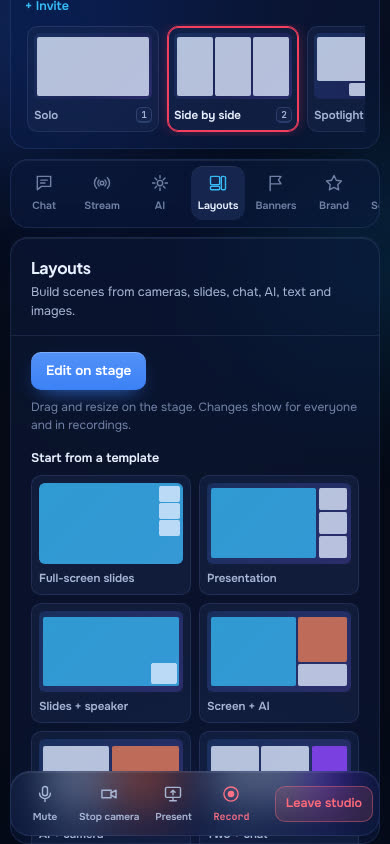 + Invite
Solo 1
Side by side 2
Spotlight
Chat
Stream
AI
Layouts
Banners
Brand
Layouts
Build scenes from cameras, slides, chat, AI, text and
images.
Edit on stage
Drag and resize on the stage. Changes show for everyone
and in recordings.
Start from a template
Full-screen slides
Presentation
Slides + speaker
Screen + AI
Mute
Stop camera
Present
Record
Leave studio